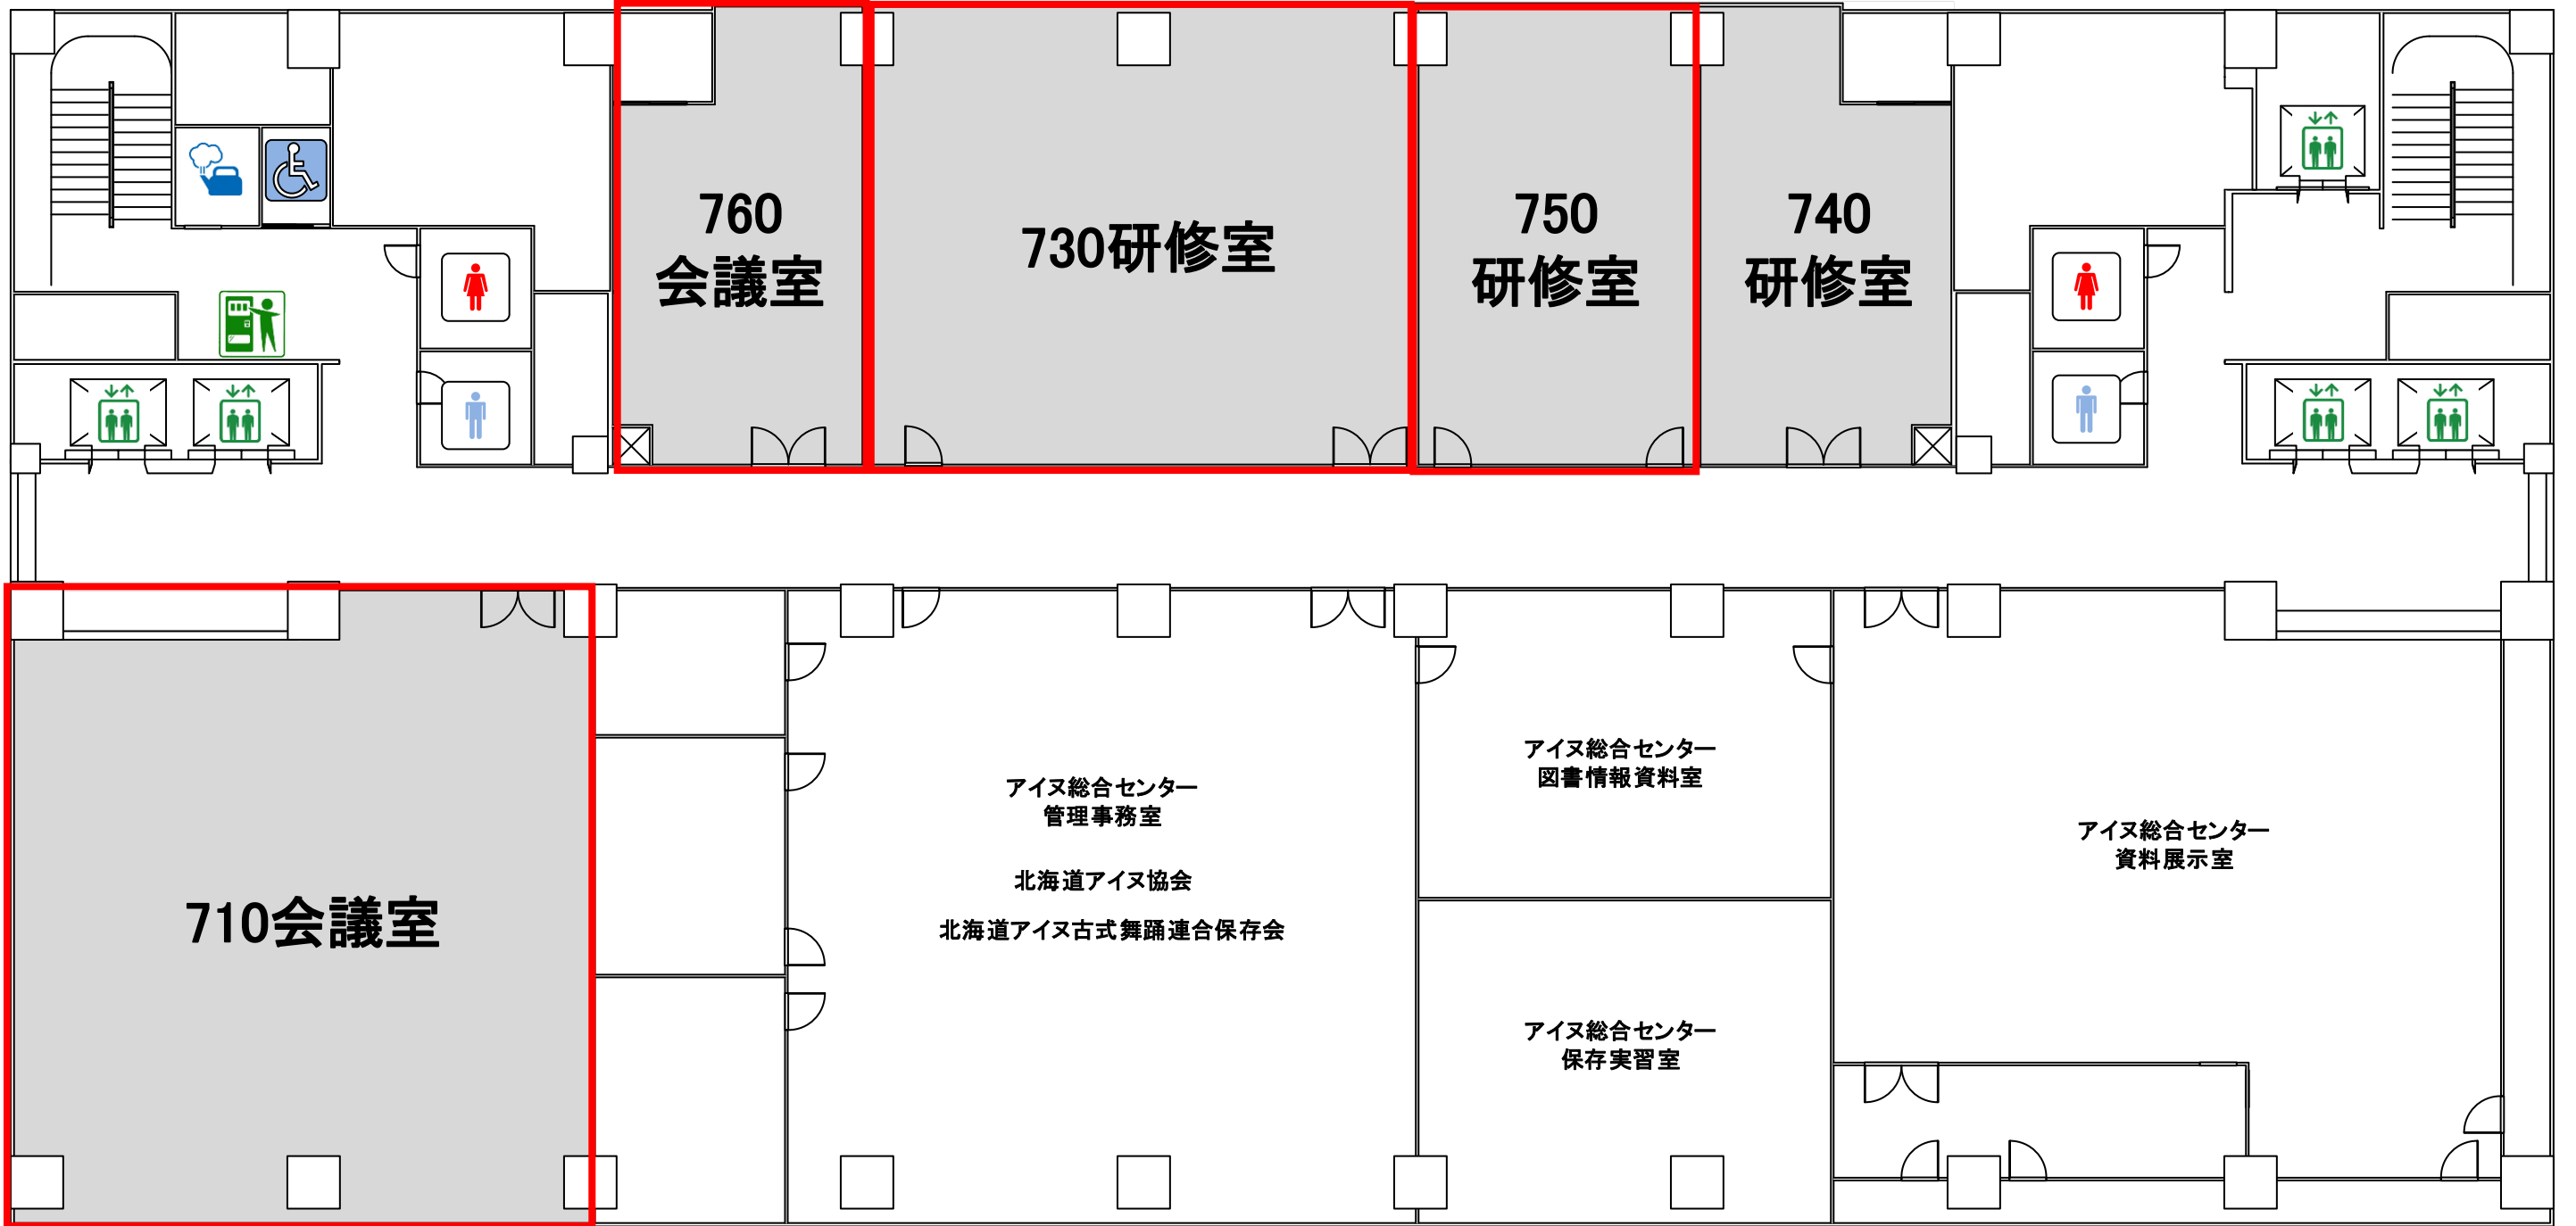 760
会議室
730研修室
750
研修室
740
研修室
710会議室
アイヌ総合センター
管理事務室
北海道アイヌ協会
北海道アイヌ古式舞踊連合保存会
アイヌ総合センター
図書情報資料室
アイヌ総合センター
保存実習室
アイヌ総合センター
資料展示室